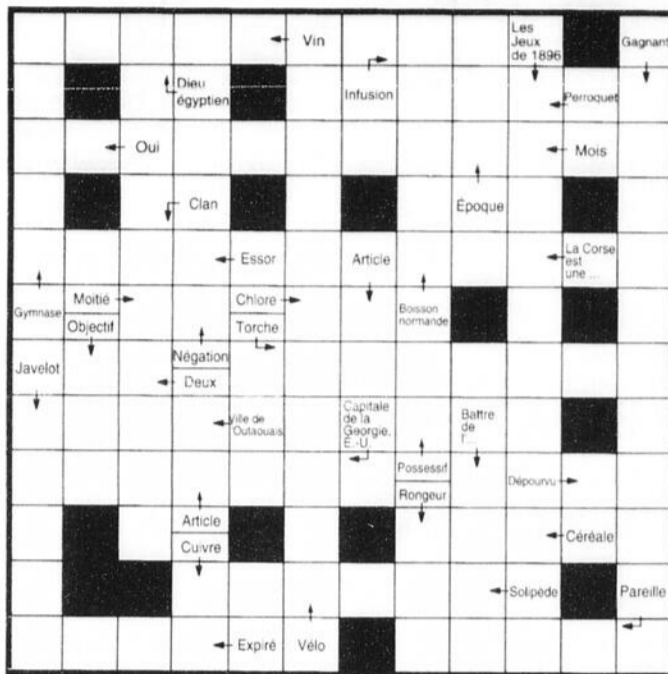 Vin
Les
Jeux
de 1896
Gagnant
Dieu
égyptien
Infusion
Perroquet
Oui
Mois
Clan
Époque
Essor
Article
La Corse
est
une ...
Gymnase
Moitié
Objectif
Chlore
Torche
Boisson
normande
Javelot
Négation
Deux
Ville de
l'Outaouais
Capitale
de la
Georgie,
É.-U.
Battre
de
l'...
Possessif
Rongeur
Dépourvu
Article
Cuivre
Céréale
Solipède
Pareille
Expiré
Vélo